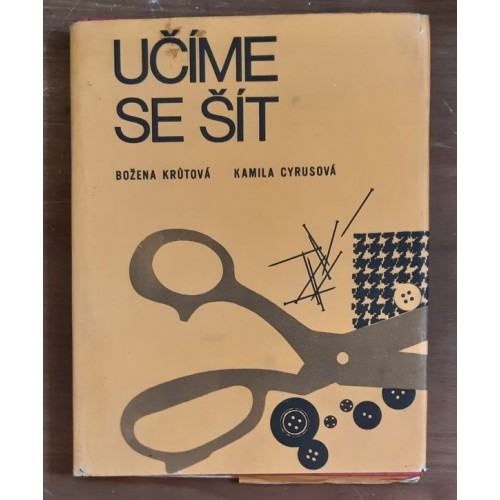 UČÍME
SE ŠÍT
BOŽENA KRŮTOVÁ KAMILA CYRUSOVÁ